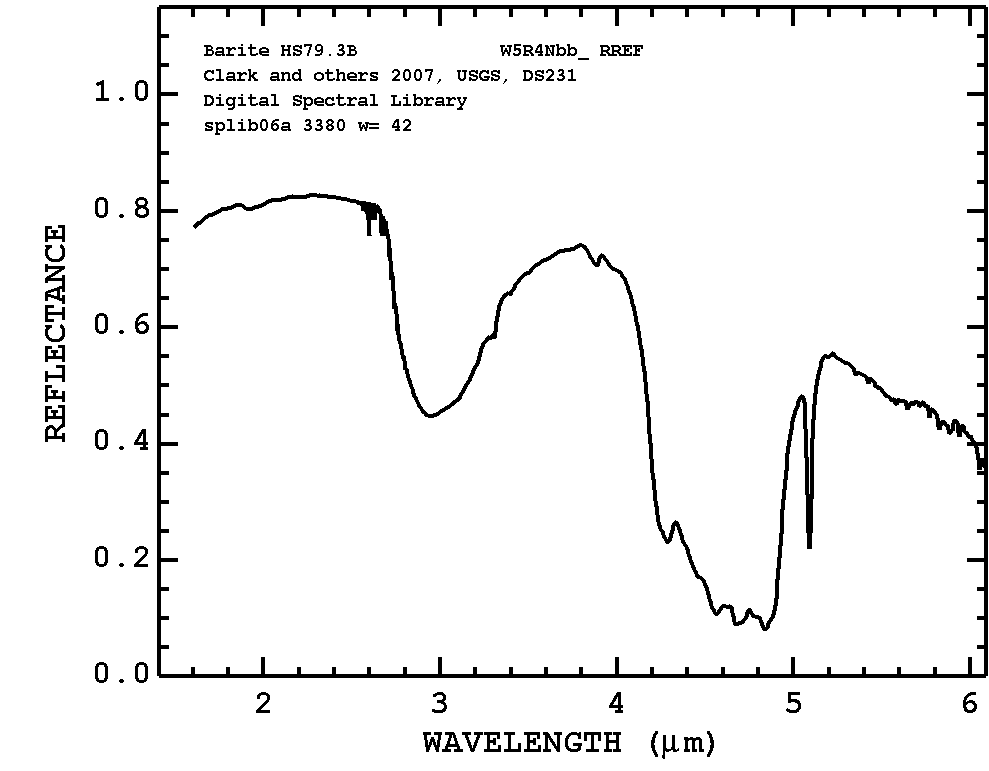 Barite HS79.3B W5R4Nbb_ RREF
Clark and others 2007, USGS, DS231
Digital Spectral Library
splib06a 3380 w= 42
1.0
0.8
0.6
0.4
0.2
0.0
REFLECTANCE
2 3 4 5 6
WAVELENGTH (μm)